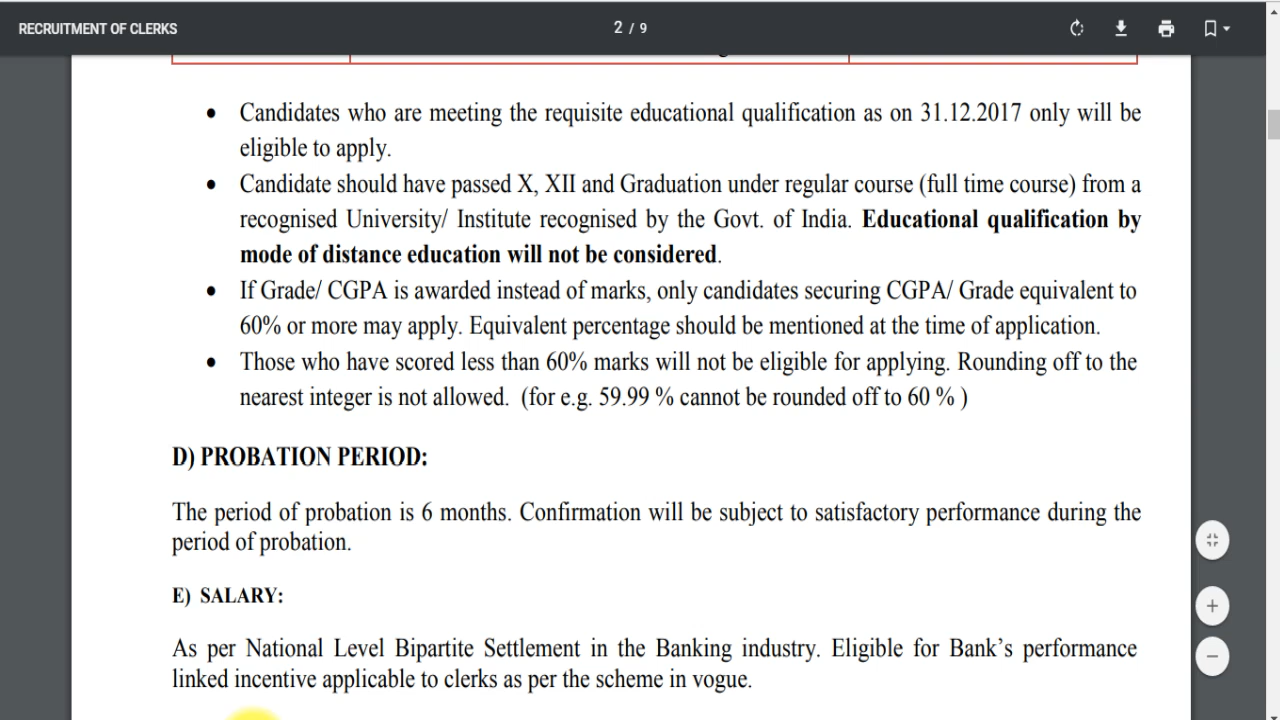 RECRUITMENT OF CLERKS
2 / 9
• Candidates who are meeting the requisite educational qualification as on 31.12.2017 only will be
eligible to apply.
• Candidate should have passed X, XII and Graduation under regular course (full time course) from a
recognised University/ Institute recognised by the Govt. of India. Educational qualification by
mode of distance education will not be considered.
• If Grade/ CGPA is awarded instead of marks, only candidates securing CGPA/ Grade equivalent to
60% or more may apply. Equivalent percentage should be mentioned at the time of application.
• Those who have scored less than 60% marks will not be eligible for applying. Rounding off to the
nearest integer is not allowed. (for e.g. 59.99 % cannot be rounded off to 60 % )
D) PROBATION PERIOD:
The period of probation is 6 months. Confirmation will be subject to satisfactory performance during the
period of probation.
E) SALARY:
As per National Level Bipartite Settlement in the Banking industry. Eligible for Bank’s performance
linked incentive applicable to clerks as per the scheme in vogue.